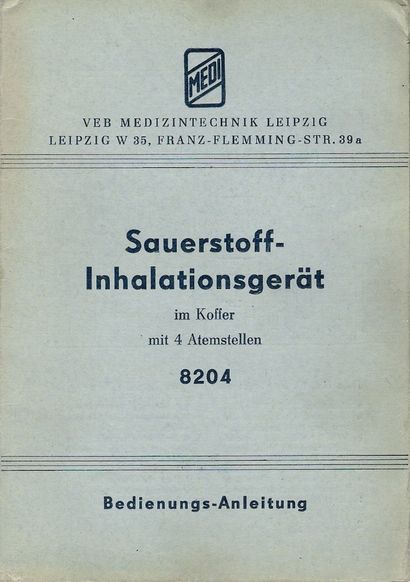 MEDI
VEB MEDIZINTECHNIK LEIPZIG
LEIPZIG W 35, FRANZ-FLEMMING-STR. 39a
Sauerstoff-
Inhalationsgerät
im Koffer
mit 4 Atemstellen
8204
Bedienungs-Anleitung